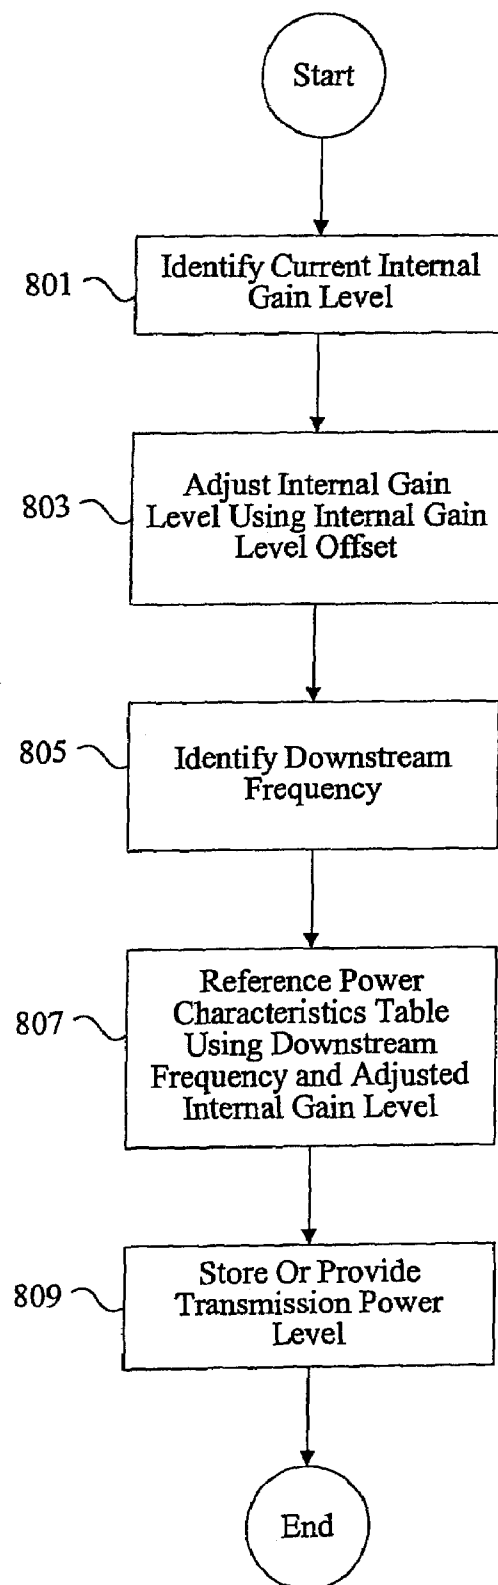 Start
801
Identify Current Internal
Gain Level
803
Adjust Internal Gain
Level Using Internal Gain
Level Offset
805
Identify Downstream
Frequency
807
Reference Power
Characteristics Table
Using Downstream
Frequency and Adjusted
Internal Gain Level
809
Store Or Provide
Transmission Power
Level
End